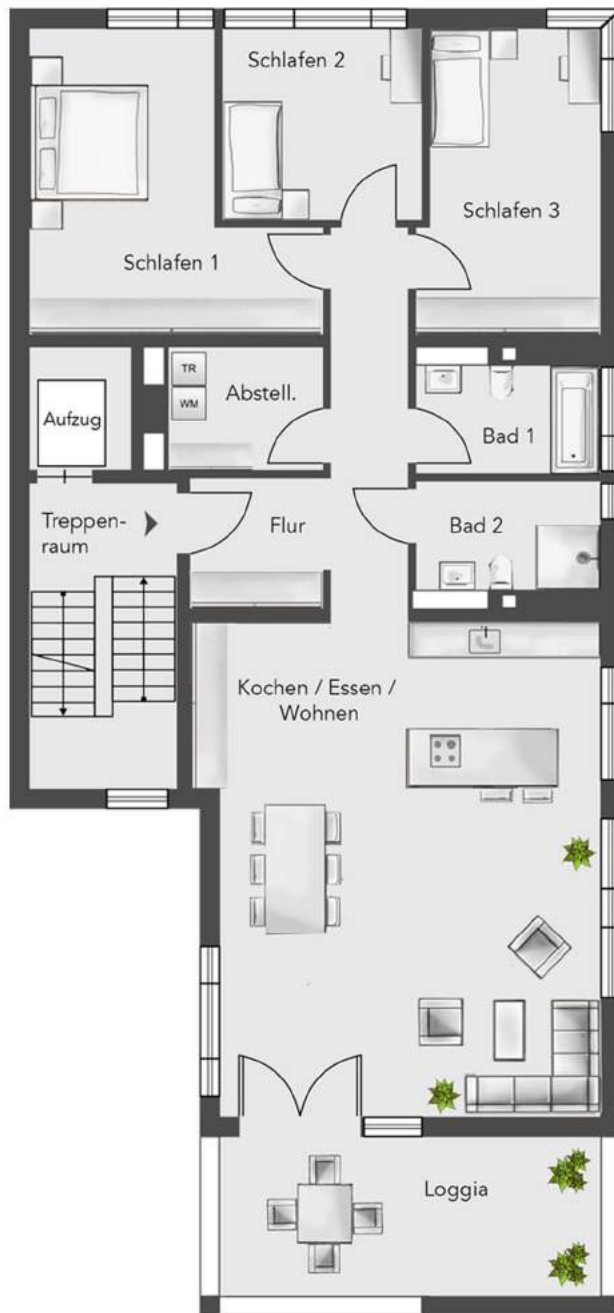 Schlafen 2
Schlafen 3
Schlafen 1
TR
WM
Abstell.
Aufzug
Bad 1
Treppen-
raum
Flur
Bad 2
Kochen / Essen /
Wohnen
Loggia